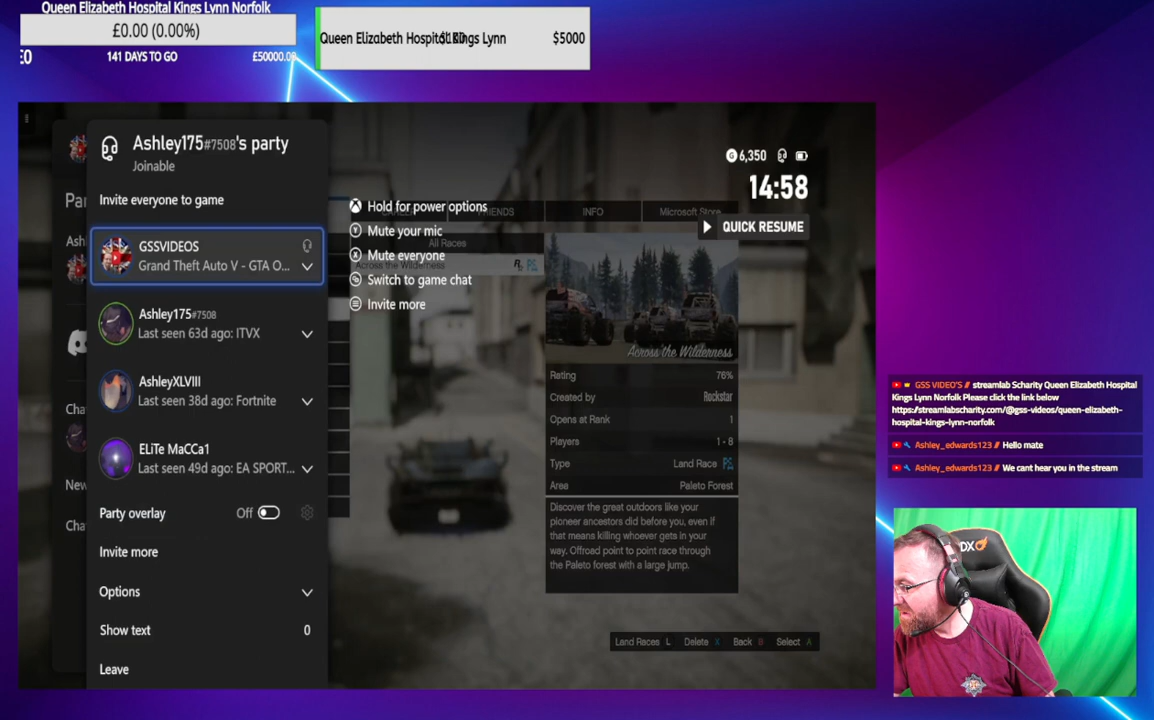 Queen Elizabeth Hospital Kings Lynn Norfolk
£0.00 (0.00%)
141 DAYS TO GO
£50000.00
Queen Elizabeth Hospital Kings Lynn
$5000
Ashley175#7508's party
Joinable
Invite everyone to game
GSSVIDEOS
Grand Theft Auto V - GTA O...
Ashley175#7508
Last seen 63d ago: ITVX
AshleyXLVIII
Last seen 38d ago: Fortnite
ELiTe MaCCa1
Last seen 49d ago: EA SPORT...
Party overlay
Off
Invite more
Options
Show text
0
Leave
Hold for power options
Mute your mic
Mute everyone
Switch to game chat
Invite more
6,350
14:58
QUICK RESUME
FRIENDS
INFO
Microsoft Store
All Races
Across the Wilderness
Across the Wilderness
Rating 76%
Created by Rockstar
Opens at Rank 1
Players 1 - 8
Type Land Race
Area Paleto Forest
Discover the great outdoors like your
pioneer ancestors did before you, even if
that means killing whoever gets in your
way. Offroad point to point race through
the Paleto forest with a large jump.
Land Races L Delete X Back B Select A
GSS VIDEO'S // streamlab Scharity Queen Elizabeth Hospital
Kings Lynn Norfolk Please click the link below
https://streamlabscharity.com/@gss-videos/queen-elizabeth-
hospital-kings-lynn-norfolk
Ashley_edwards123 // Hello mate
Ashley_edwards123 // We cant hear you in the stream